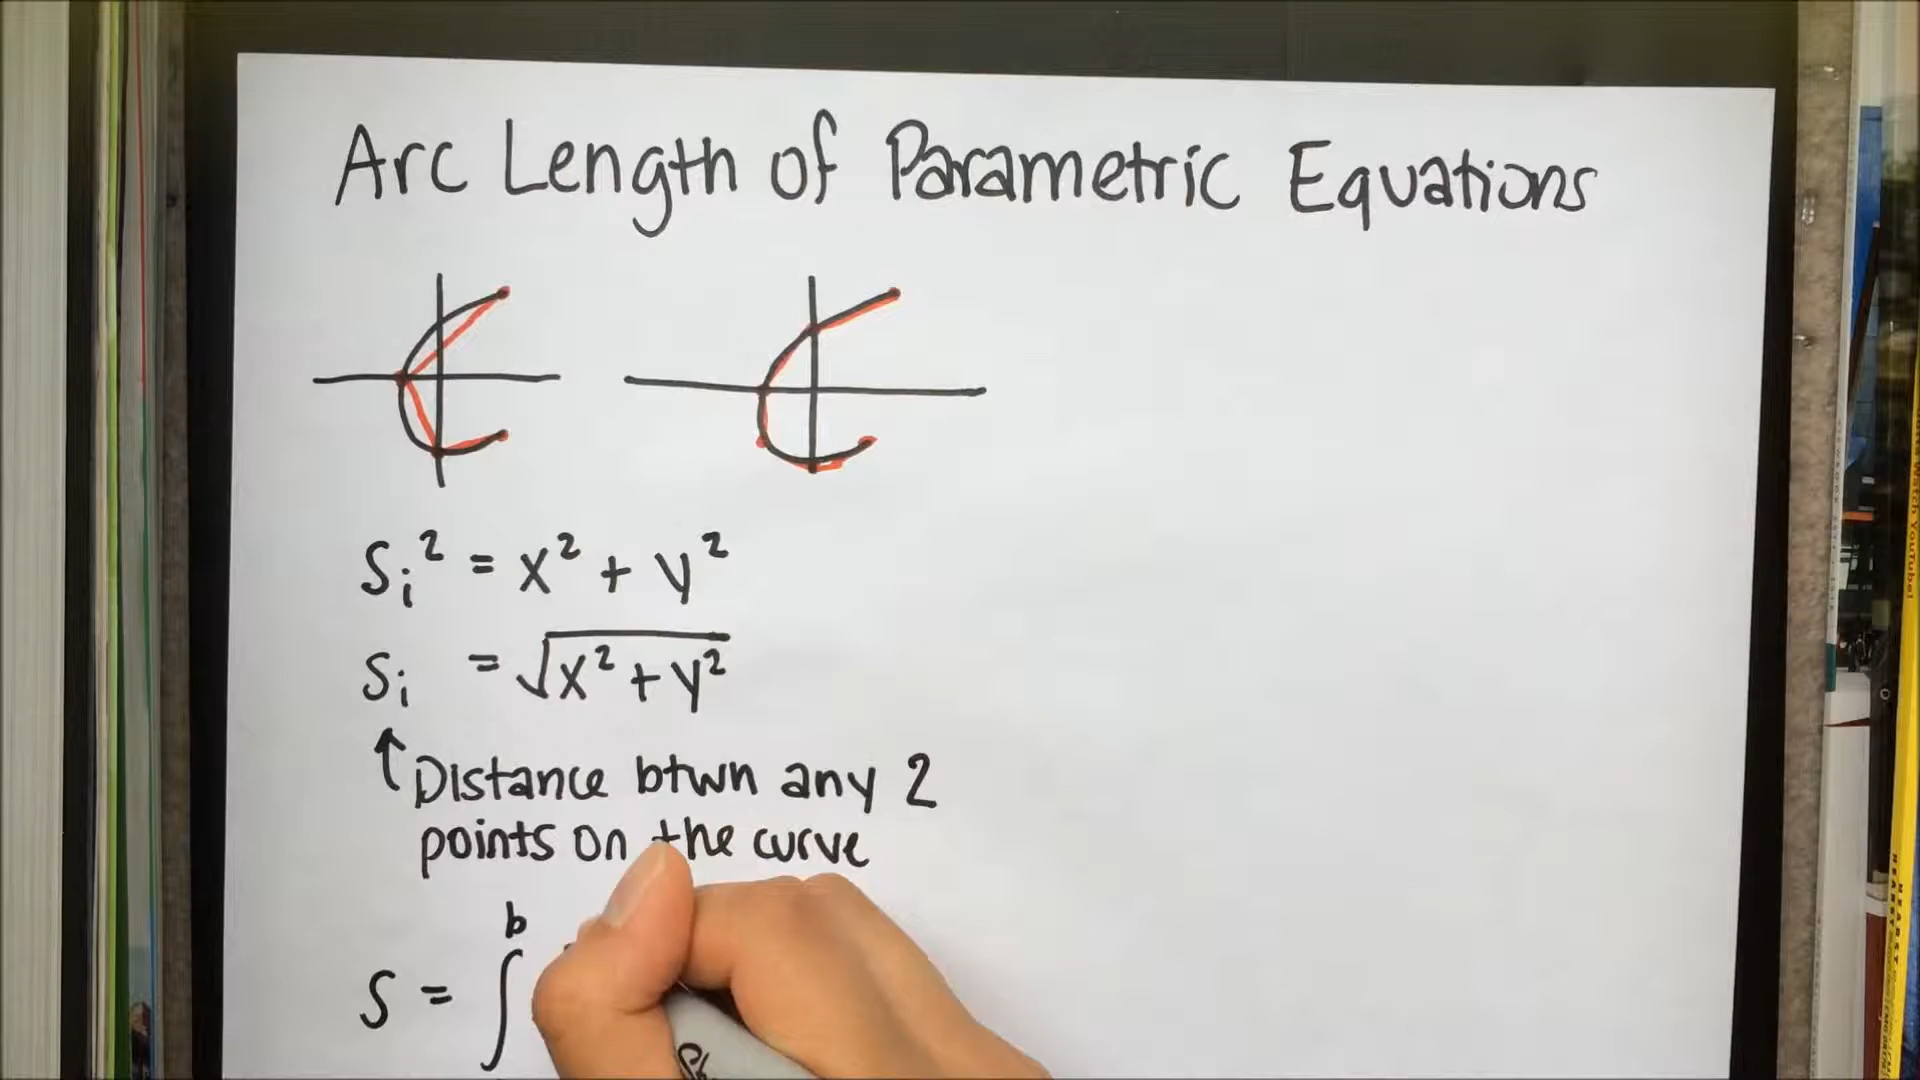 Arc Length of Parametric Equations
Si² = x² + y²
Si = √x² + y²
Distance btwn any 2
points on the curve
b
S = ∫